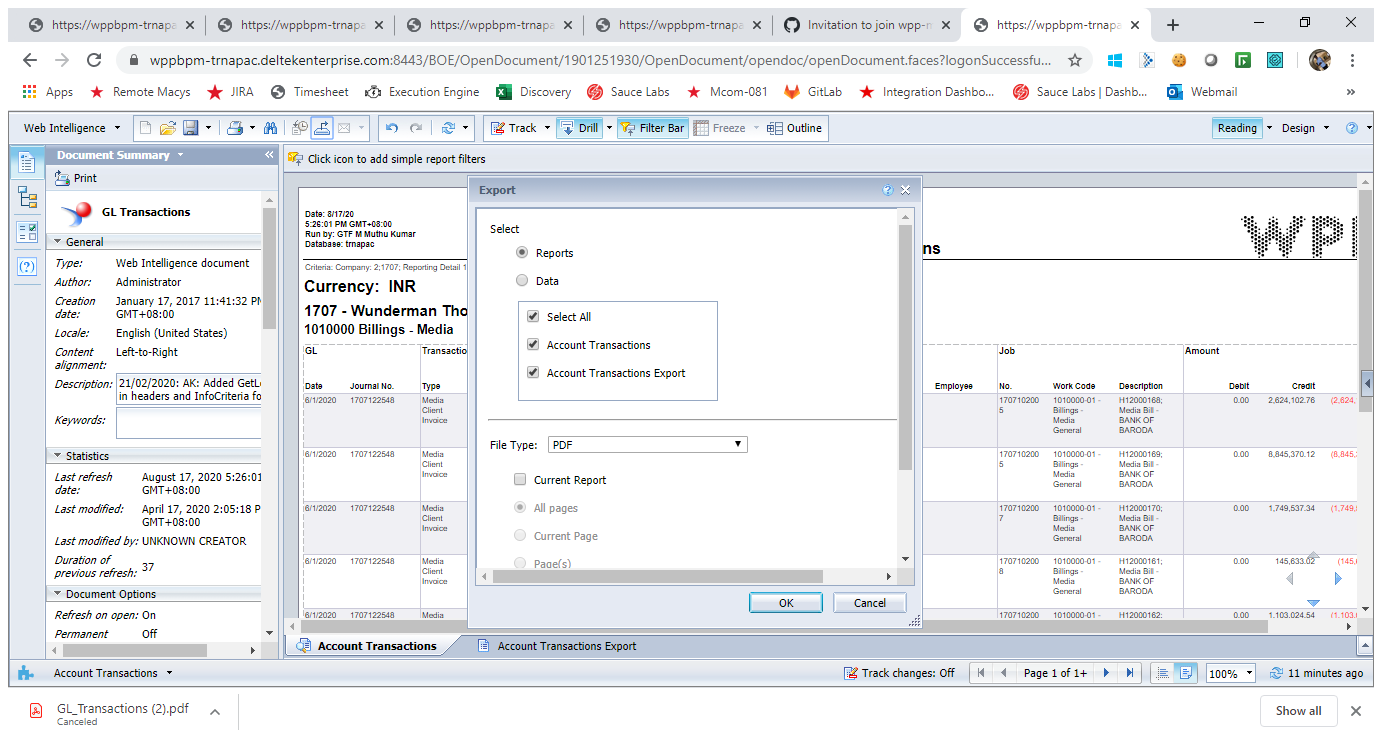 https://wppbpm-trnapa
https://wppbpm-trnapa
https://wppbpm-trnapa
https://wppbpm-trnapa
Invitation to join wpp-m
https://wppbpm-trnapa
wppbpm-trnapac.deltekenterprise.com:8443/BOE/OpenDocument/1901251930/OpenDocument/opendoc/openDocument.faces?logonSuccessfu...
Apps
Remote Macys
JIRA
Timesheet
Execution Engine
Discovery
Sauce Labs
Mcom-081
GitLab
Integration Dashbo...
Sauce Labs | Dashb...
Webmail
»
Web Intelligence
Track
Drill
Filter Bar
Freeze
Outline
Reading
Design
Document Summary
Print
GL Transactions
General
Type: Web Intelligence document
Author: Administrator
Creation date: January 17, 2017 11:41:32 PM GMT+08:00
Locale: English (United States)
Content alignment: Left-to-Right
Description: 21/02/2020: AK: Added GetLo
in headers and InfoCriteria fo
Keywords:
Statistics
Last refresh date: August 17, 2020 5:26:01 GMT+08:00
Last modified: April 17, 2020 2:05:18 P GMT+08:00
Last modified by: UNKNOWN CREATOR
Duration of previous refresh: 37
Document Options
Refresh on open: On
Permanent Off
Click icon to add simple report filters
Date: 8/17/20
5:26:01 PM GMT+08:00
Run by: GTF M Muthu Kumar
Database: trnapac
ns
WPP
Criteria: Company: 2;1707; Reporting Detail 1
Currency: INR
1707 - Wunderman Tho
1010000 Billings - Media
GL Transactio Job Amount
Date Journal No. Type Employee No. Work Code Description Debit Credit
6/1/2020 1707122548 Media Client Invoice 170710200 5 1010000-01 - Billings - Media General H12000168; Media Bill - BANK OF BARODA 0.00 2,624,102.76 (2,624,
6/1/2020 1707122548 Media Client Invoice 170710200 5 1010000-01 - Billings - Media General H12000169; Media Bill - BANK OF BARODA 0.00 8,845,370.12 (8,845,
6/1/2020 1707122548 Media Client Invoice 170710200 7 1010000-01 - Billings - Media General H12000170; Media Bill - BANK OF BARODA 0.00 1,749,537.34 (1,749,
6/1/2020 1707122548 Media Client Invoice 170710200 8 1010000-01 - Billings - Media General H12000161; Media Bill - BANK OF BARODA 0.00 145,633.02 (145,
6/1/2020 1707122548 Media 170710200 1010000-01 - H12000162; 0.00 1,103,024.54 (1,103,
Export
Select
Reports
Data
Select All
Account Transactions
Account Transactions Export
File Type: PDF
Current Report
All pages
Current Page
Page(s)
OK
Cancel
Account Transactions
Account Transactions Export
Account Transactions
Track changes: Off
Page 1 of 1+
100%
11 minutes ago
GL_Transactions (2).pdf
Canceled
Show all